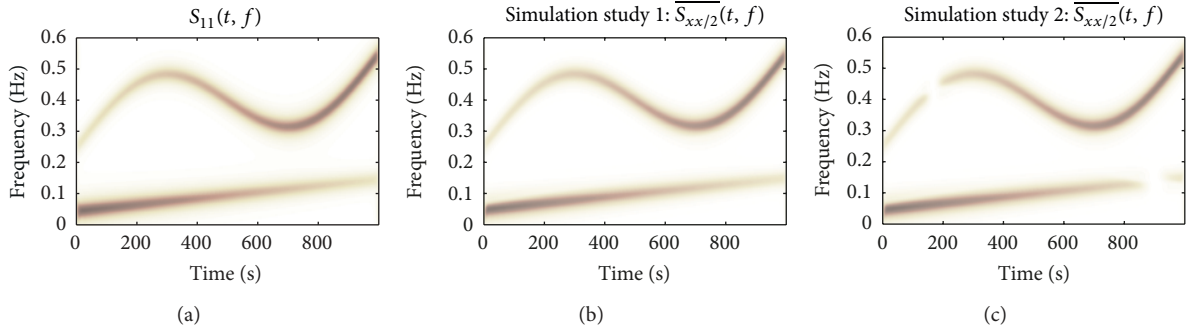 S₁₁(t, f)
0.6
0.5
0.4
0.3
0.2
0.1
0
Frequency (Hz)
0 200 400 600 800
Time (s)
(a)
Simulation study 1: S̅x̅x̅/̅2̅(t, f)
0.6
0.5
0.4
0.3
0.2
0.1
0
Frequency (Hz)
0 200 400 600 800
Time (s)
(b)
Simulation study 2: S̅x̅x̅/̅2̅(t, f)
0.6
0.5
0.4
0.3
0.2
0.1
0
Frequency (Hz)
0 200 400 600 800
Time (s)
(c)